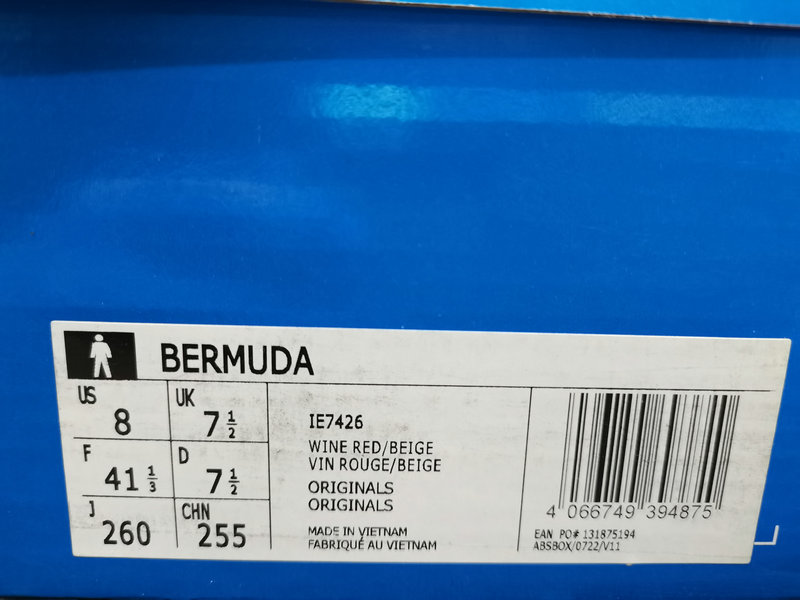 BERMUDA
US 8
UK 7 1/2
F 41 1/3
D 7 1/2
J 260
CHN 255
IE7426
WINE RED/BEIGE
VIN ROUGE/BEIGE
ORIGINALS
ORIGINALS
MADE IN VIETNAM
FABRIQUÉ AU VIETNAM
4 066749 394875
EAN PO# 131875194
ABSBOX/0722/V11